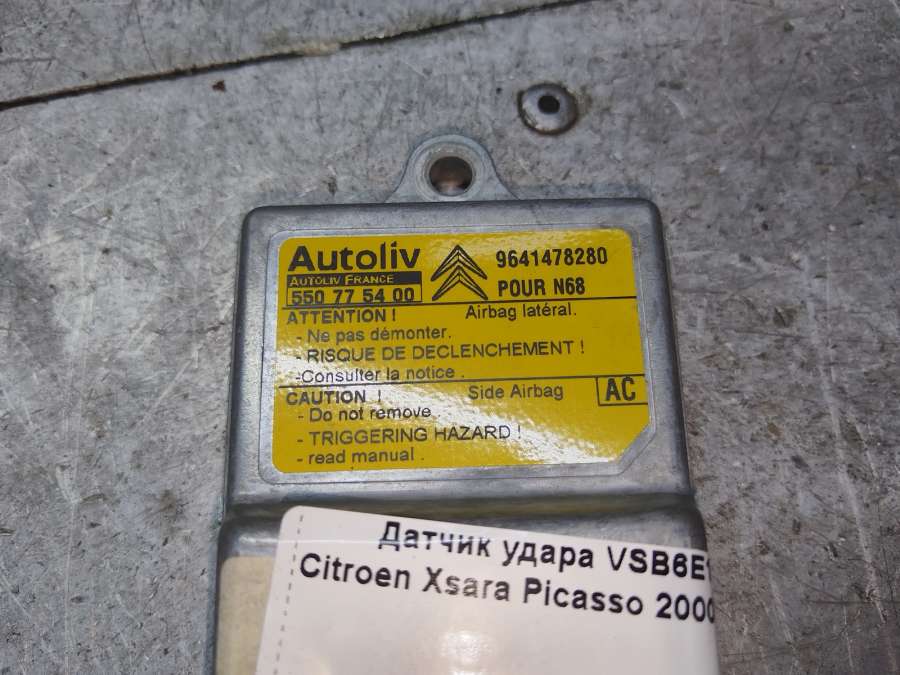 Autoliv
AUTOLIV FRANCE
550 77 54 00
9641478280
POUR N68
ATTENTION ! Airbag latéral.
- Ne pas démonter.
- RISQUE DE DECLENCHEMENT !
-Consulter la notice .
CAUTION ! Side Airbag AC
- Do not remove
- TRIGGERING HAZARD !
- read manual .
Датчик удара VSB6E1
Citroen Xsara Picasso 2000